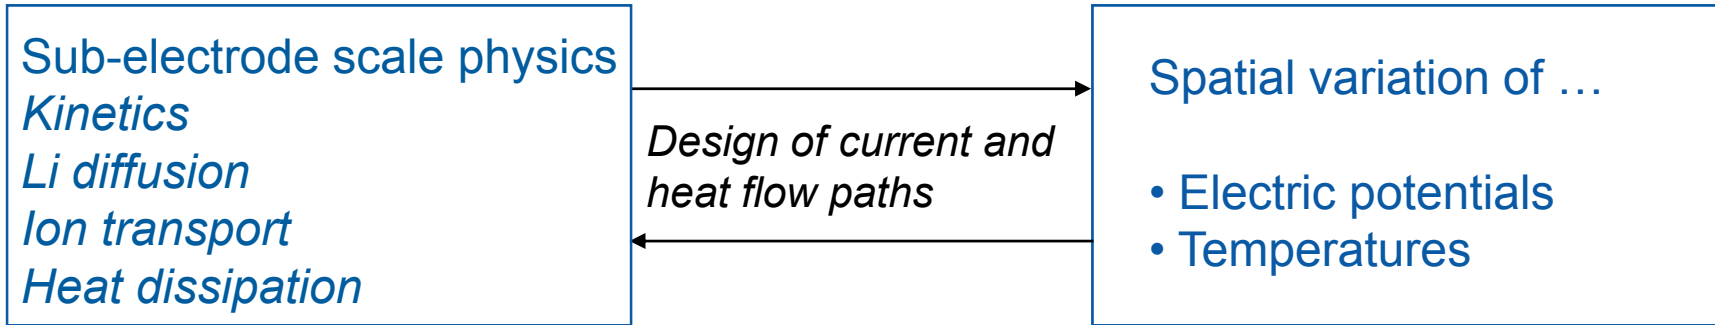 Sub-electrode scale physics
Kinetics
Li diffusion
Ion transport
Heat dissipation
Design of current and
heat flow paths
Spatial variation of …
• Electric potentials
• Temperatures